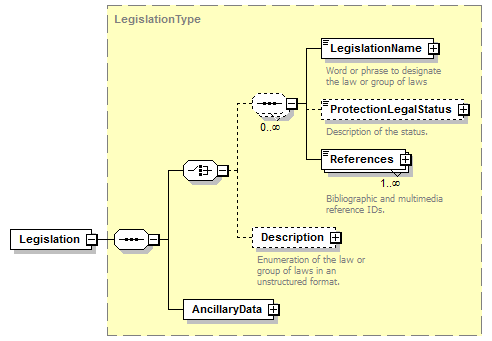 LegislationType
LegislationName
Word or phrase to designate
the law or group of laws
ProtectionLegalStatus
Description of the status.
0..∞
References
1..∞
Bibliographic and multimedia
reference IDs.
Legislation
Description
Enumeration of the law or
group of laws in an
unstructured format.
AncillaryData